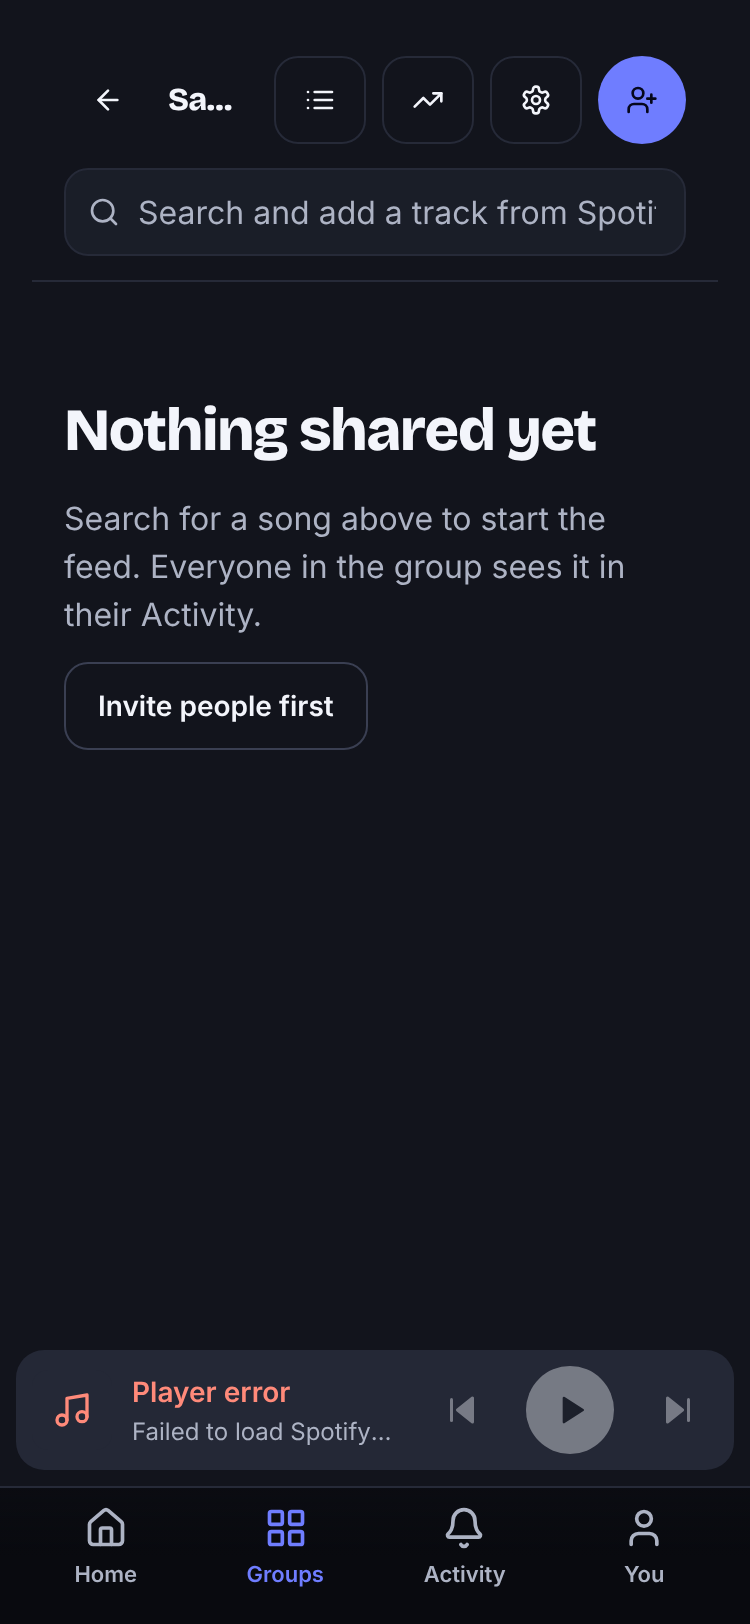 Sa...
Search and add a track from Spoti
Nothing shared yet
Search for a song above to start the
feed. Everyone in the group sees it in
their Activity.
Invite people first
Player error
Failed to load Spotify...
Home
Groups
Activity
You